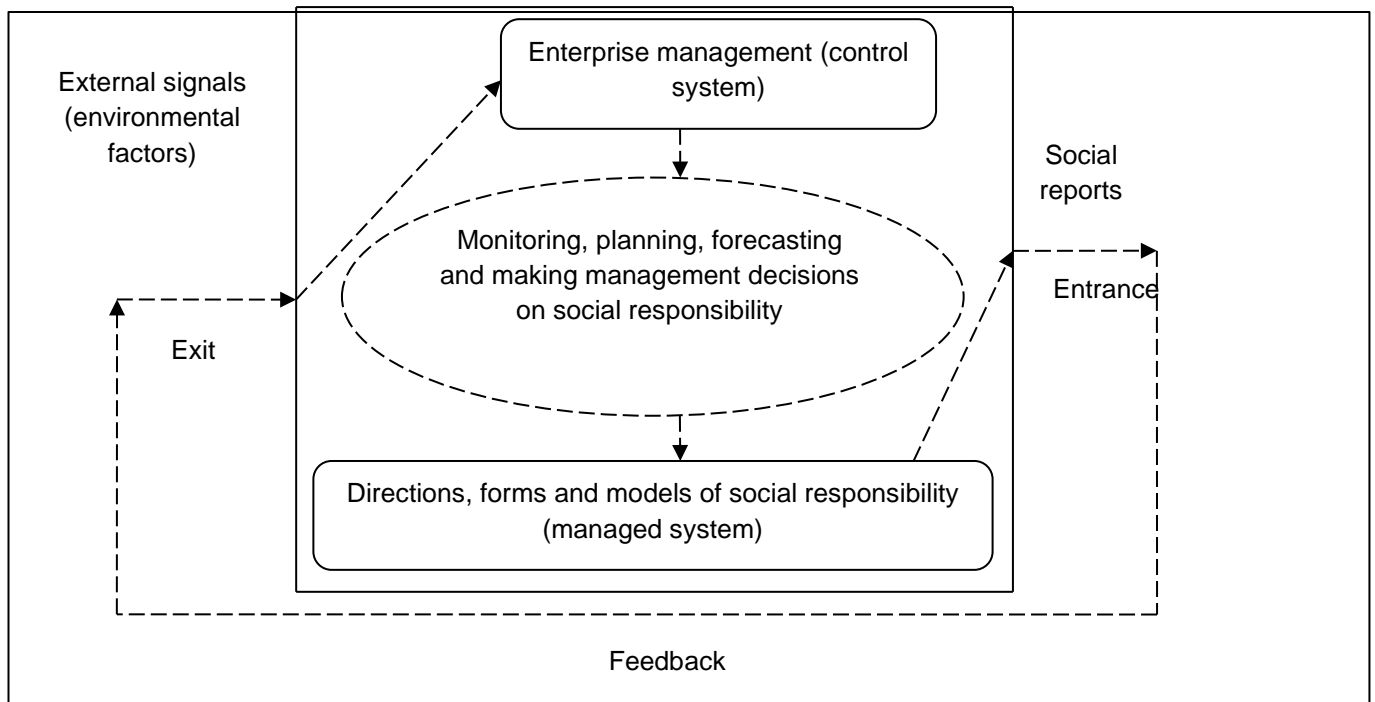 Enterprise management (control
system)
External signals
(environmental
factors)
Social
reports
Monitoring, planning, forecasting
and making management decisions
on social responsibility
Entrance
Exit
Directions, forms and models of social responsibility
(managed system)
Feedback